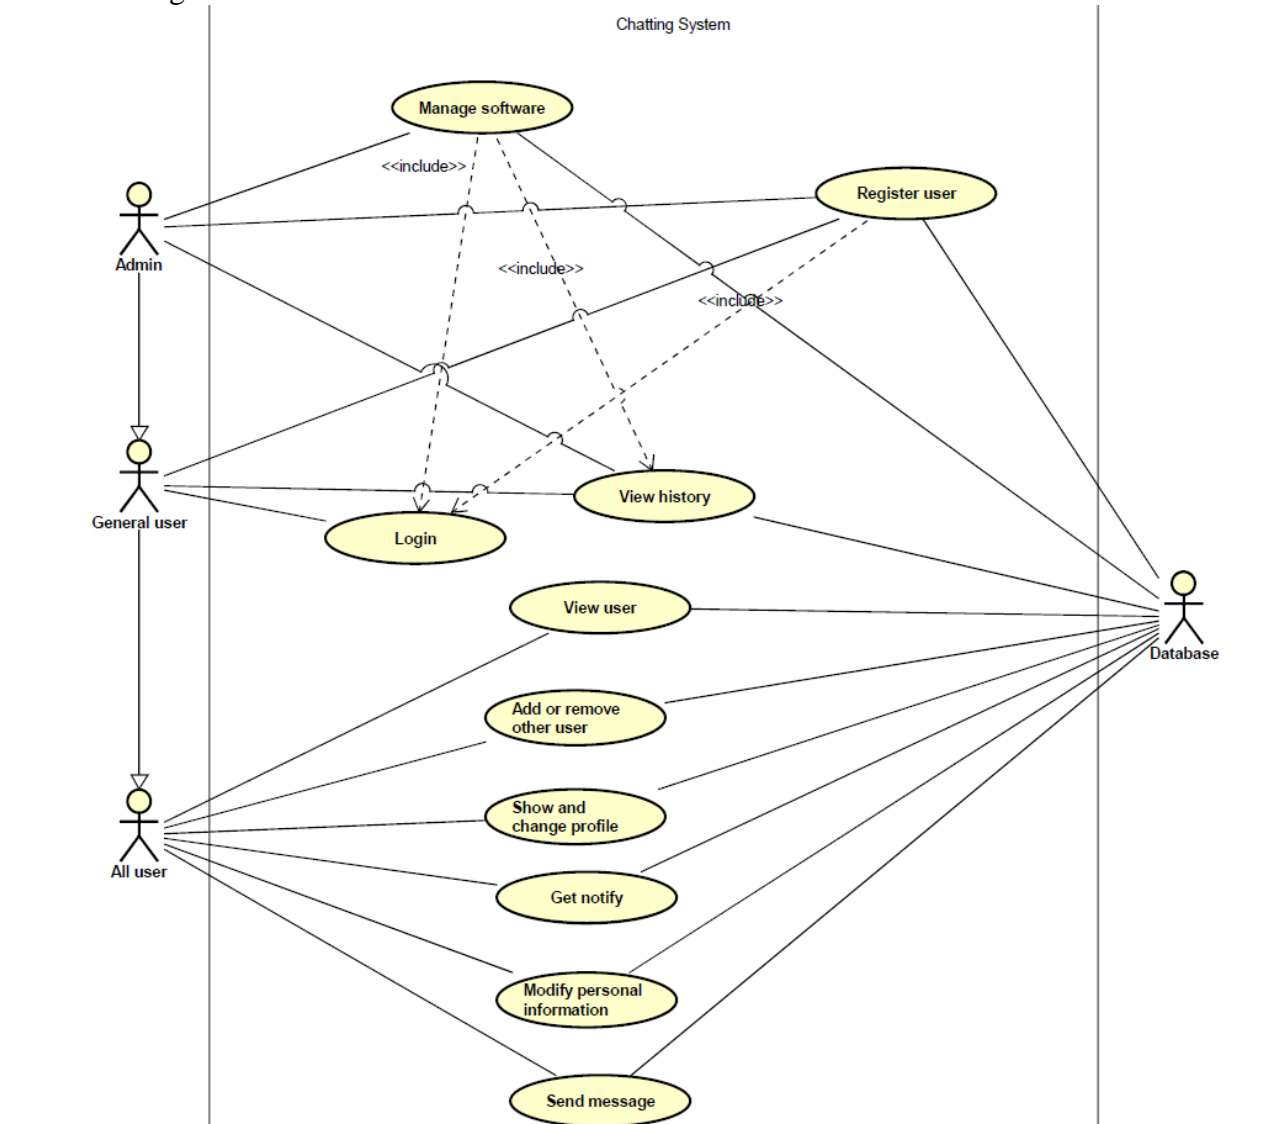 g
Chatting System
Manage software
<<include>>
Register user
Admin
<<include>>
<<include>>
View history
General user
Login
View user
Database
Add or remove
other user
Show and
change profile
All user
Get notify
Modify personal
information
Send message